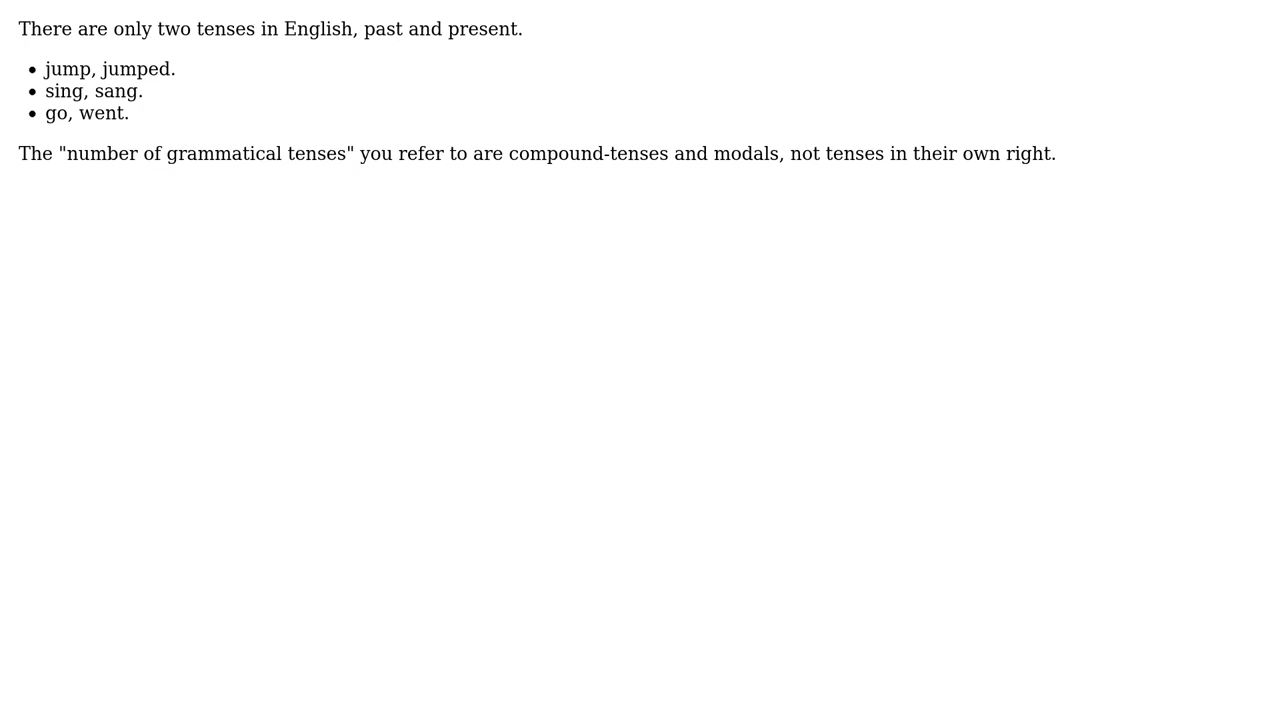 There are only two tenses in English, past and present.
• jump, jumped.
• sing, sang.
• go, went.
The "number of grammatical tenses" you refer to are compound-tenses and modals, not tenses in their own right.